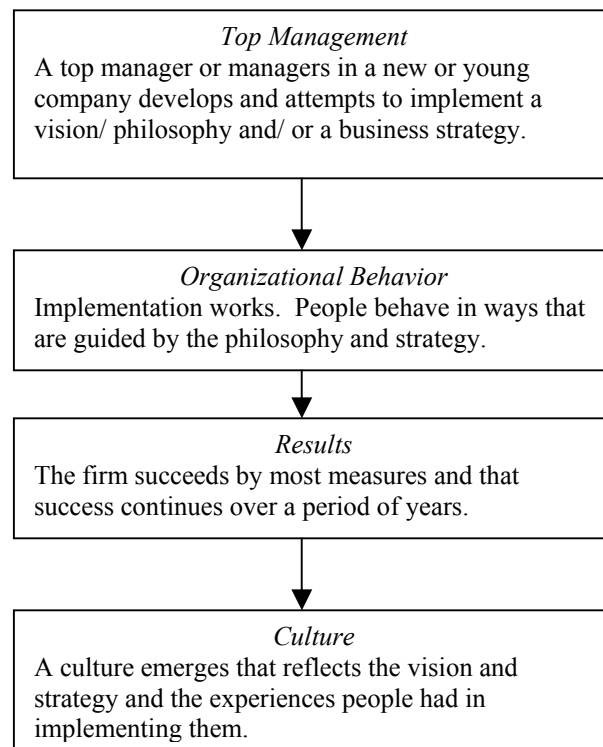 Top Management
A top manager or managers in a new or young
company develops and attempts to implement a
vision/ philosophy and/ or a business strategy.
Organizational Behavior
Implementation works.  People behave in ways that
are guided by the philosophy and strategy.
Results
The firm succeeds by most measures and that
success continues over a period of years.
Culture
A culture emerges that reflects the vision and
strategy and the experiences people had in
implementing them.